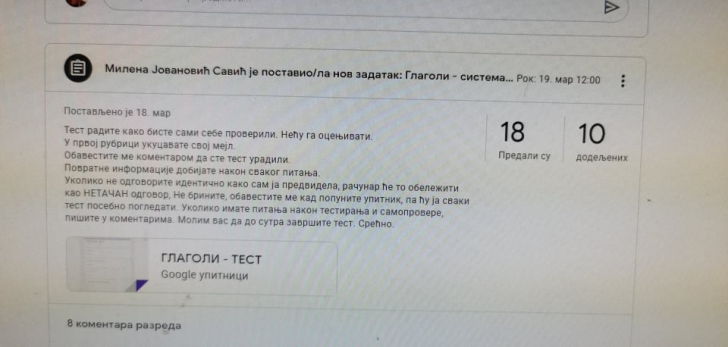 Милена Јовановић Савић је поставио/ла нов задатак: Глаголи - система... Рок: 19. мар 12:00
Постављено је 18. мар
Тест радите како бисте сами себе проверили. Нећу га оцењивати.
У првој рубрици укуцавате свој мејл.
Обавестите ме коментаром да сте тест урадили.
Повратне информације добијате након сваког питања.
Уколико не одговорите идентично како сам ја предвидела, рачунар ће то обележити
као НЕТАЧАН одговор, Не брините, обавестите ме кад попуните упитник, па ћу ја сваки
тест посебно погледати. Уколико имате питања након тестирања и самопровере,
пишите у коментарима. Молим вас да до сутра завршите тест. Срећно.
18
Предали су
10
додељених
ГЛАГОЛИ - ТЕСТ
Google упитници
8 коментара разреда